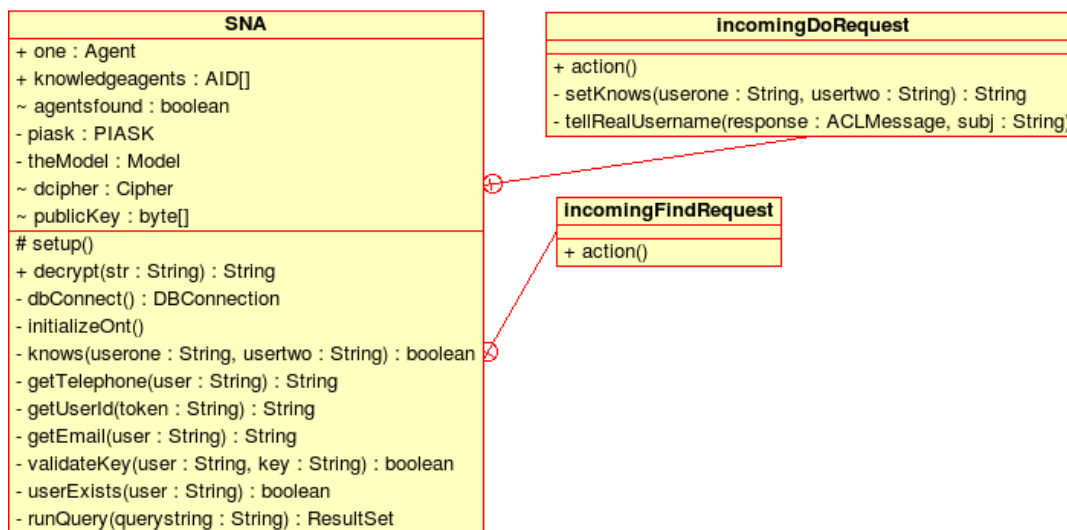 SNA
+ one : Agent
+ knowledgeagents : AID[]
~ agentsfound : boolean
- piask : PIASK
- theModel : Model
~ dcipher : Cipher
~ publicKey : byte[]
# setup()
+ decrypt(str : String) : String
- dbConnect() : DBConnection
- initializeOnt()
- knows(userone : String, usertwo : String) : boolean
- getTelephone(user : String) : String
- getUserId(token : String) : String
- getEmail(user : String) : String
- validateKey(user : String, key : String) : boolean
- userExists(user : String) : boolean
- runQuery(querystring : String) : ResultSet
incomingDoRequest
+ action()
- setKnows(userone : String, usertwo : String) : String
- tellRealUsername(response : ACLMessage, subj : String)
incomingFindRequest
+ action()